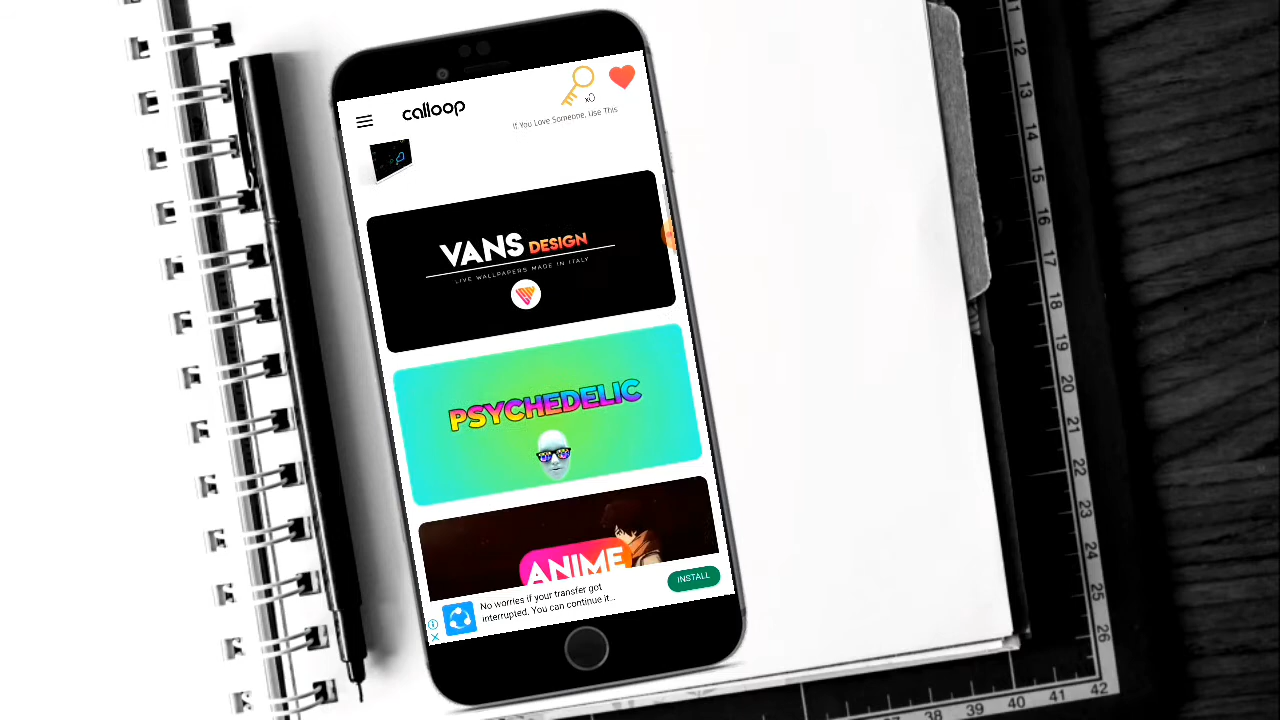 calloop
x0
If You Love Someone, Use This
VANS DESIGN
LIVE WALLPAPERS MADE IN ITALY
PSYCHEDELIC
ANIME
No worries if your transfer got
interrupted. You can continue it...
INSTALL
11
12
13
14
15
16
17
18
19
20
21
22
23
24
25
26
38
39
40
41
42